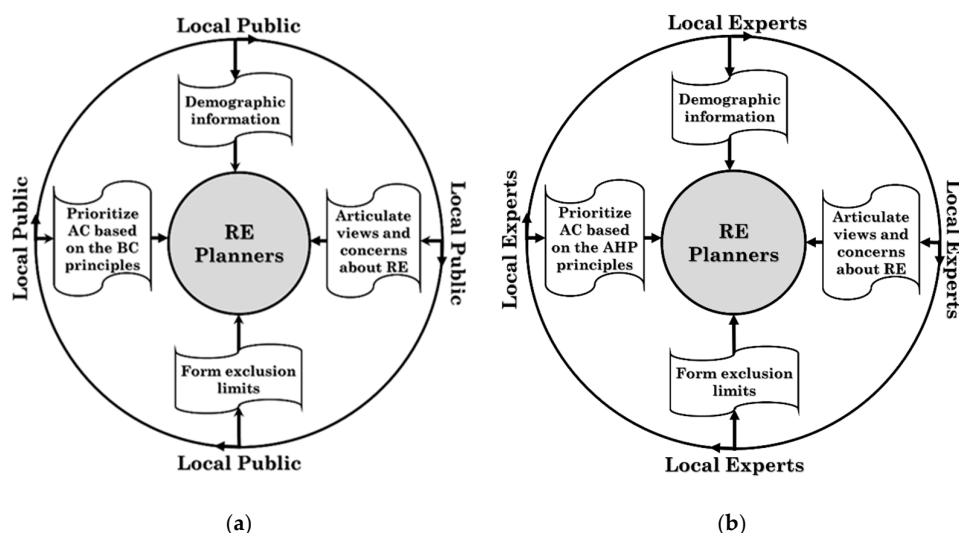 Local Public
Demographic
information
Local Public
Prioritize
AC based
on the BC
principles
RE
Planners
Articulate
views and
concerns
about RE
Local Public
Form exclusion
limits
Local Public
(a)
Local Experts
Demographic
information
Local Experts
Prioritize
AC based
on the AHP
principles
RE
Planners
Articulate
views and
concerns
about RE
Local Experts
Form exclusion
limits
Local Experts
(b)